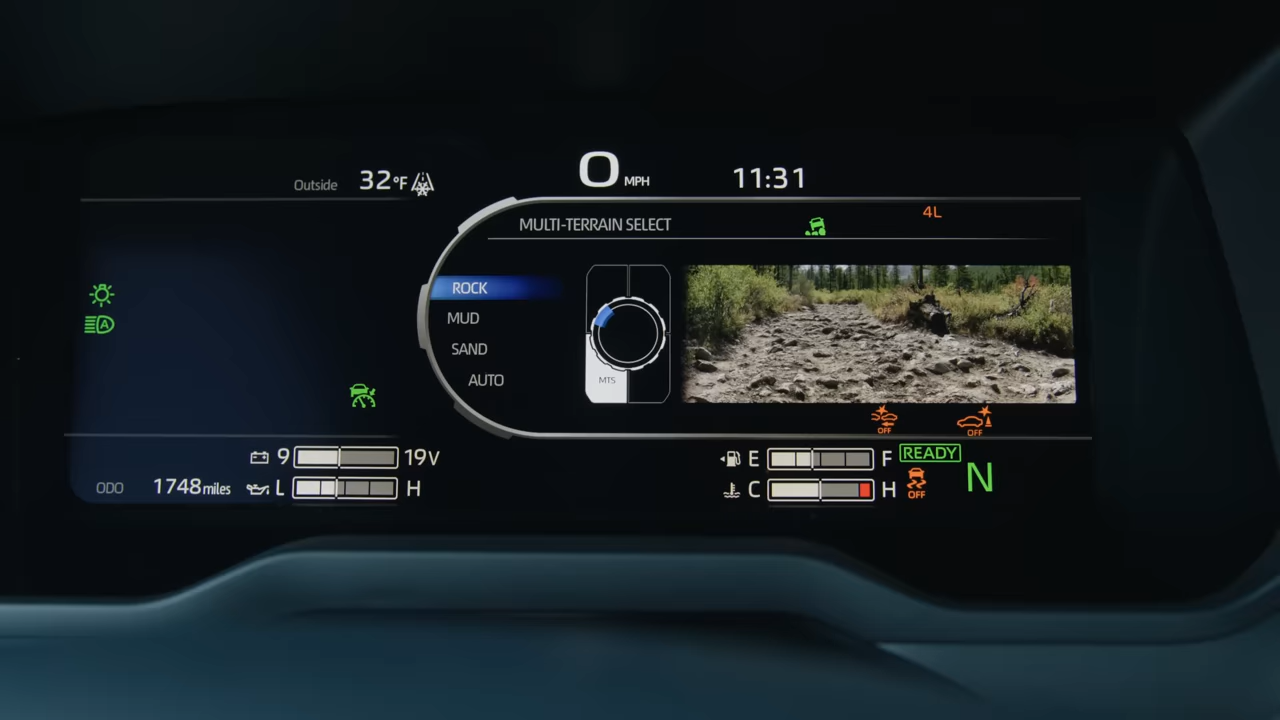 Outside 32°F
0 MPH
11:31
MULTI-TERRAIN SELECT
4L
ROCK
MUD
SAND
AUTO
MTS
A
OFF
OFF
9 19V
E F
READY
ODO 1748 miles
L H
C H
OFF
N